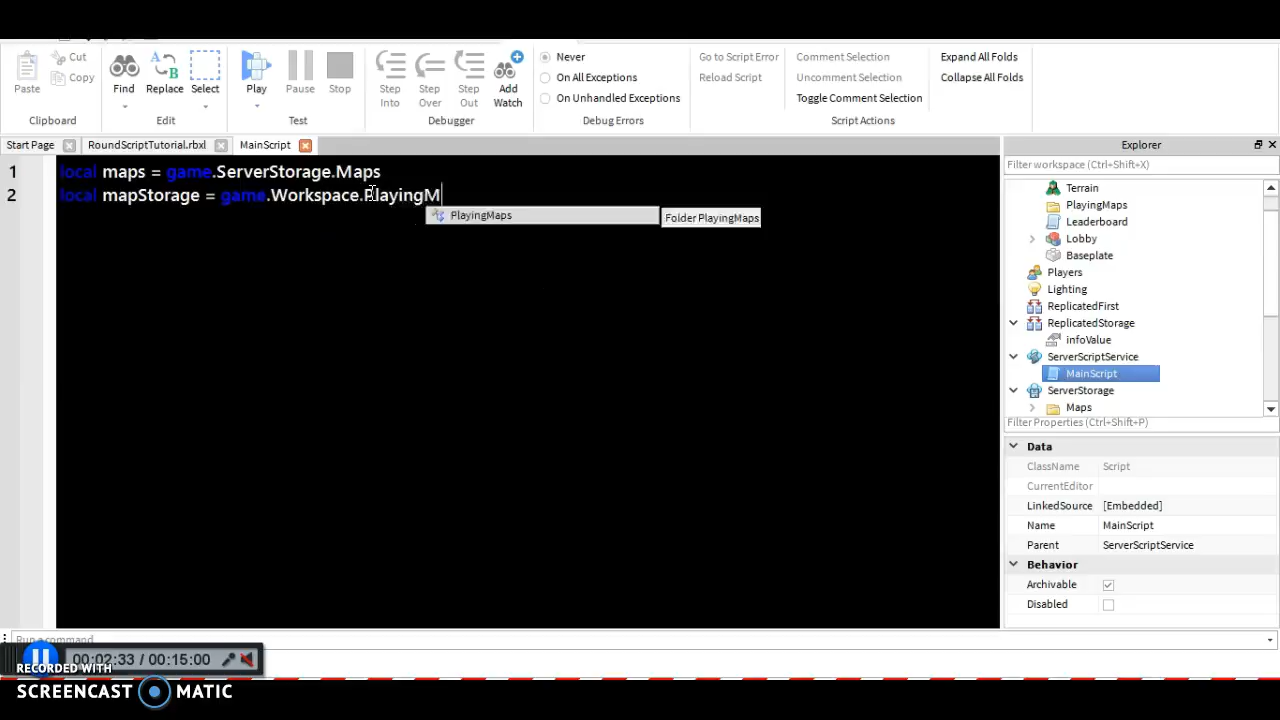 Cut
Copy
Paste
Clipboard
Find
Replace
Select
Edit
Play
Pause
Stop
Test
Step Into
Step Over
Step Out
Add Watch
Debugger
Never
On All Exceptions
On Unhandled Exceptions
Debug Errors
Go to Script Error
Reload Script
Comment Selection
Uncomment Selection
Toggle Comment Selection
Script Actions
Expand All Folds
Collapse All Folds
Start Page
RoundScriptTutorial.rbxl
MainScript
1 local maps = game.ServerStorage.Maps
2 local mapStorage = game.Workspace.PlayingM
PlayingMaps
Folder PlayingMaps
Explorer
Filter workspace (Ctrl+Shift+X)
Terrain
PlayingMaps
Leaderboard
Lobby
Baseplate
Players
Lighting
ReplicatedFirst
ReplicatedStorage
infoValue
ServerScriptService
MainScript
ServerStorage
Maps
Filter Properties (Ctrl+Shift+P)
Data
ClassName Script
CurrentEditor
LinkedSource [Embedded]
Name MainScript
Parent ServerScriptService
Behavior
Archivable
Disabled
Run a command
00:02:33 / 00:15:00
RECORDED WITH
SCREENCAST MATIC